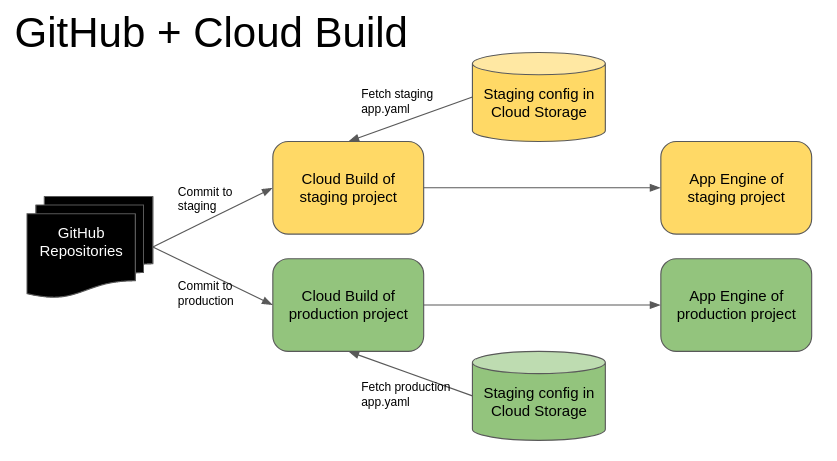 GitHub + Cloud Build
Fetch staging
app.yaml
Staging config in
Cloud Storage
Commit to
staging
Cloud Build of
staging project
App Engine of
staging project
GitHub
Repositories
Commit to
production
Cloud Build of
production project
App Engine of
production project
Fetch production
app.yaml
Staging config in
Cloud Storage